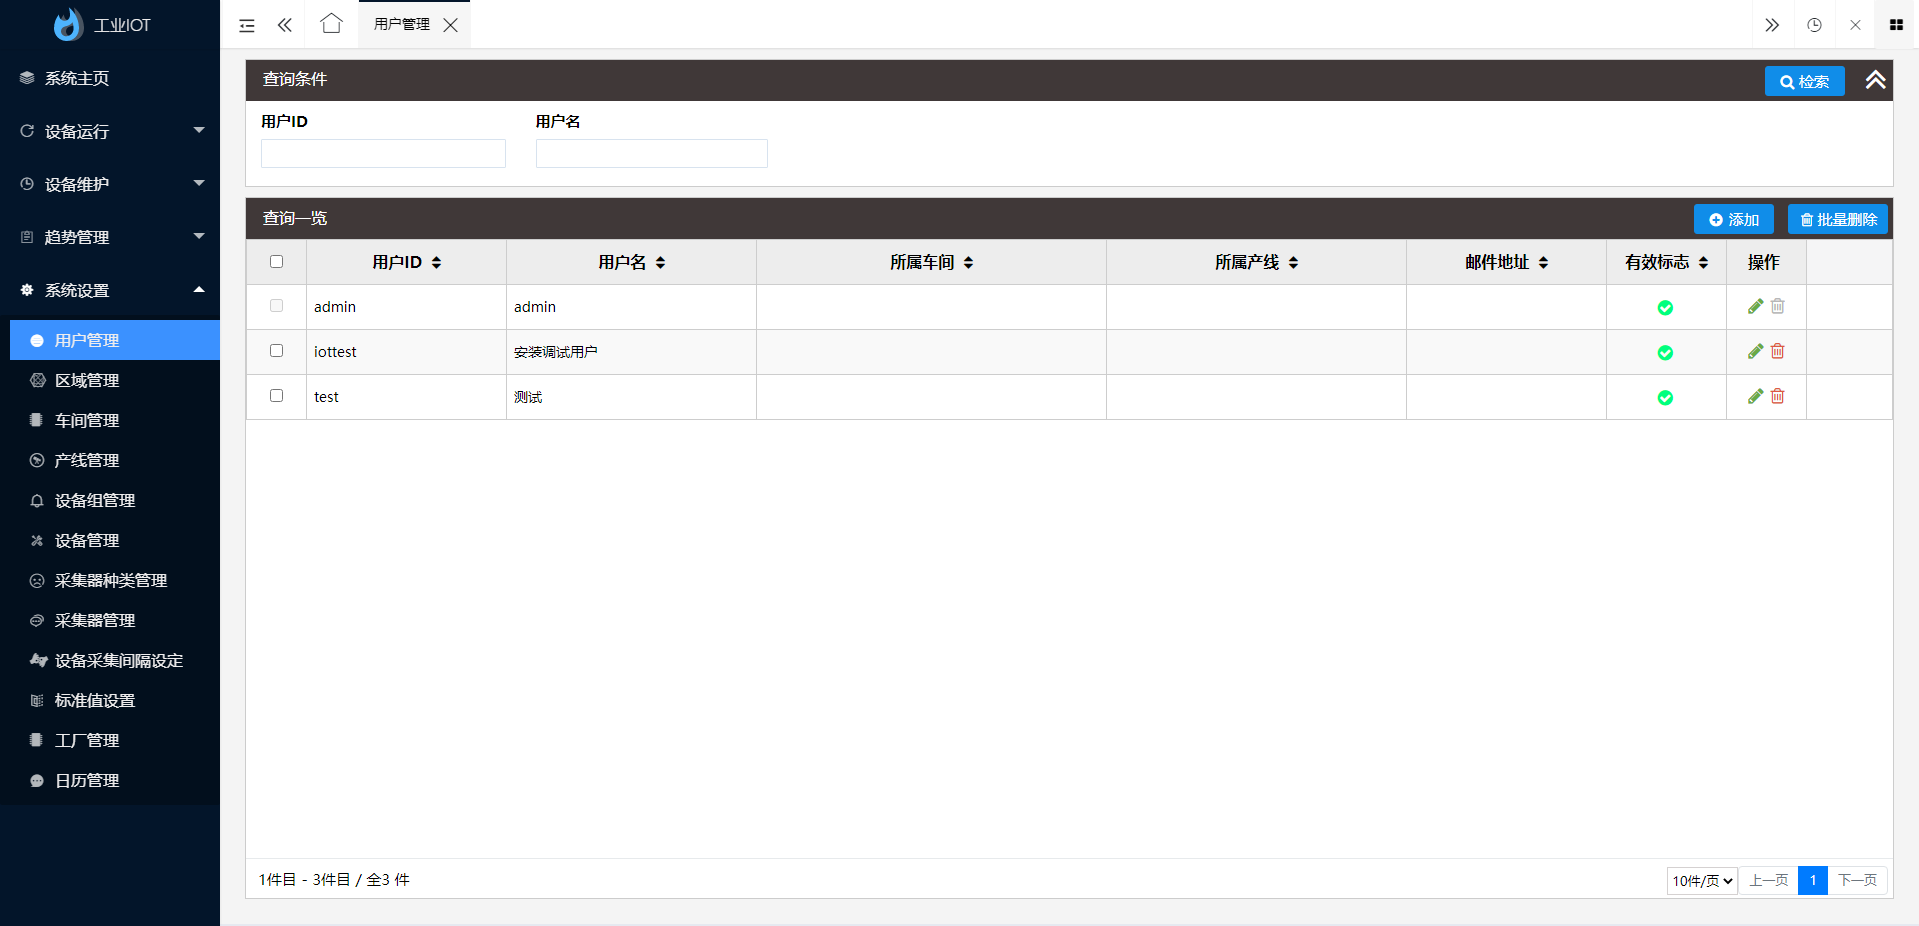 工业IOT
系统主页
设备运行
设备维护
趋势管理
系统设置
用户管理
区域管理
车间管理
产线管理
设备组管理
设备管理
采集器种类管理
采集器管理
设备采集间隔设定
标准值设置
工厂管理
日历管理
用户管理
查询条件
检索
用户ID 用户名
查询一览
添加 批量删除
用户ID 用户名 所属车间 所属产线 邮件地址 有效标志 操作
admin admin
iottest 安装调试用户
test 测试
1件目 - 3件目 / 全3 件
10件/页 上一页 1 下一页